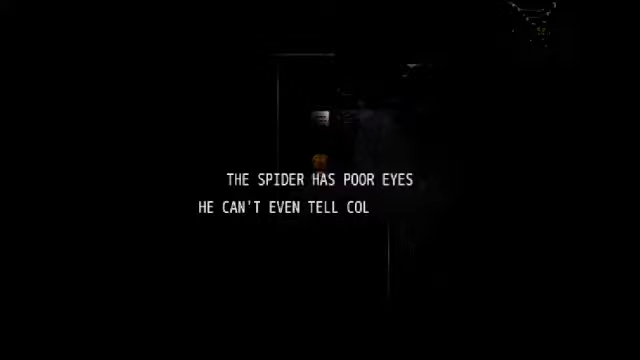 THE SPIDER HAS POOR EYES
HE CAN'T EVEN TELL COL